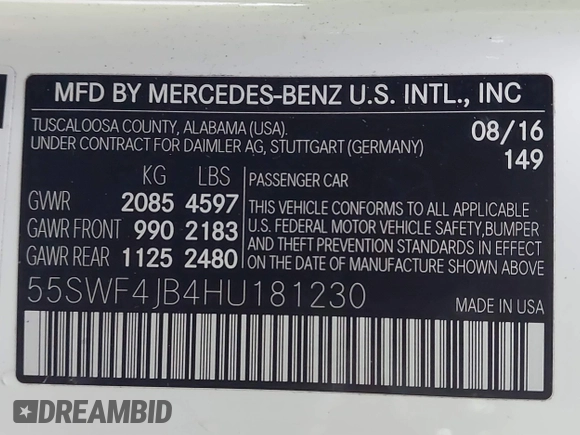 MFD BY MERCEDES-BENZ U.S. INTL., INC
TUSCALOOSA COUNTY, ALABAMA (USA). 08/16
UNDER CONTRACT FOR DAIMLER AG, STUTTGART (GERMANY) 149
KG LBS PASSENGER CAR
GVWR 2085 4597
GAWR FRONT 990 2183
GAWR REAR 1125 2480
THIS VEHICLE CONFORMS TO ALL APPLICABLE
U.S. FEDERAL MOTOR VEHICLE SAFETY,BUMPER
AND THEFT PREVENTION STANDARDS IN EFFECT
ON THE DATE OF MANUFACTURE SHOWN ABOVE.
55SWF4JB4HU181230
DREAMBID